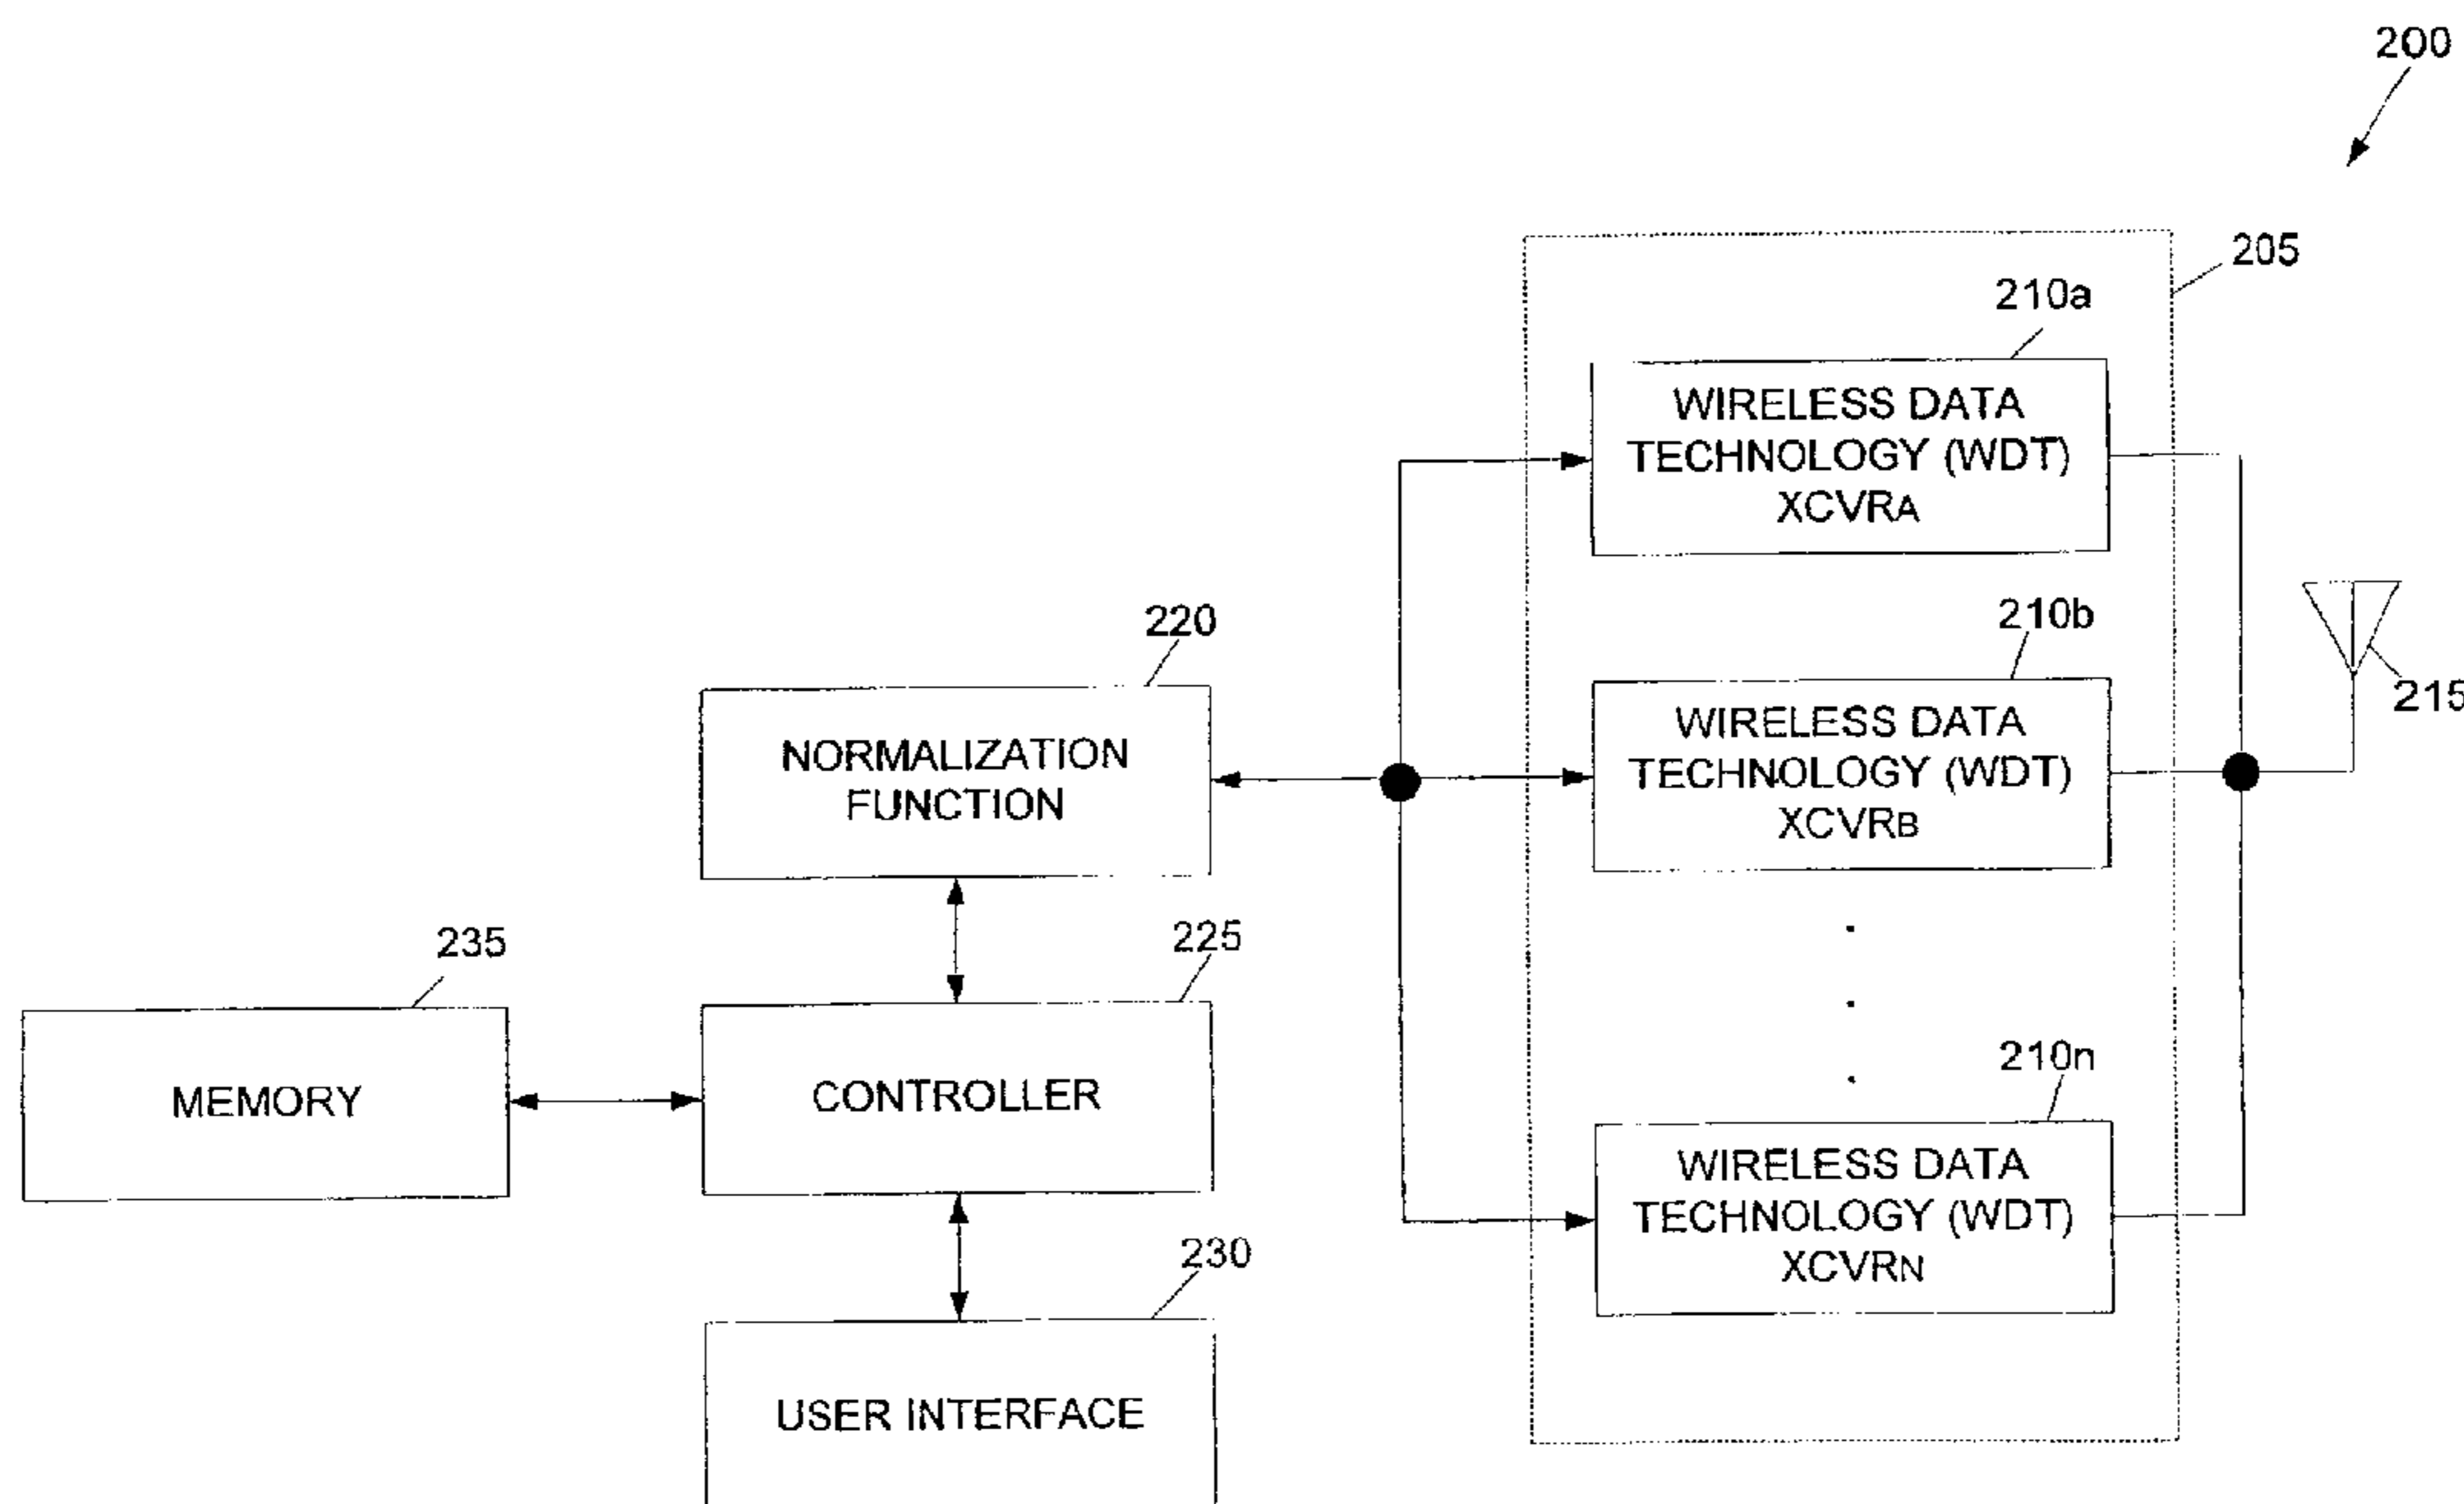 200
205
210a
WIRELESS DATA
TECHNOLOGY (WDT)
XCVRA
210b
WIRELESS DATA
TECHNOLOGY (WDT)
XCVRB
215
220
NORMALIZATION
FUNCTION
235
MEMORY
225
CONTROLLER
210n
WIRELESS DATA
TECHNOLOGY (WDT)
XCVRN
230
USER INTERFACE